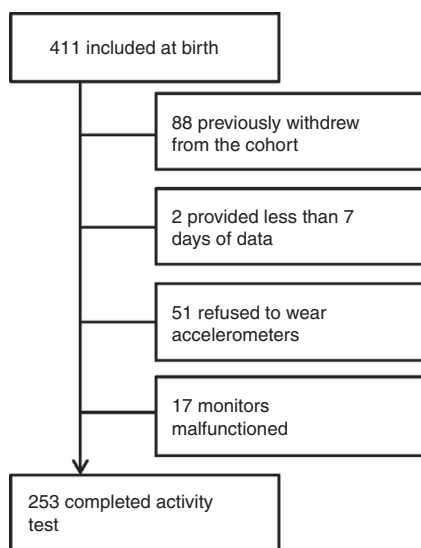 411 included at birth
88 previously withdrew
from the cohort
2 provided less than 7
days of data
51 refused to wear
accelerometers
17 monitors
malfunctioned
253 completed activity
test